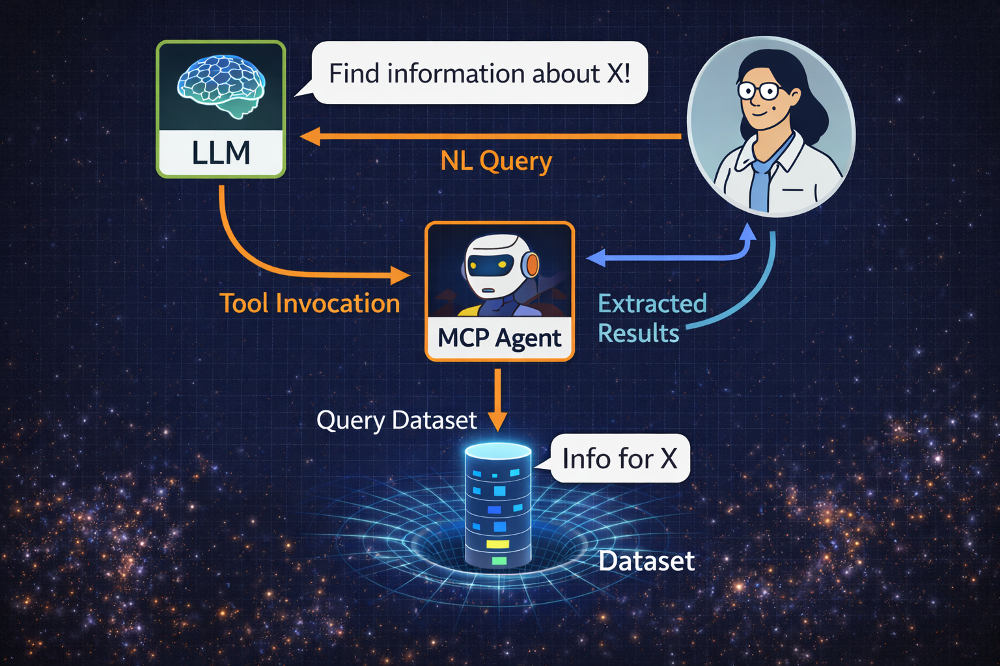 Find information about X!
LLM
NL Query
Tool Invocation
MCP Agent
Extracted
Results
Query Dataset
Info for X
Dataset